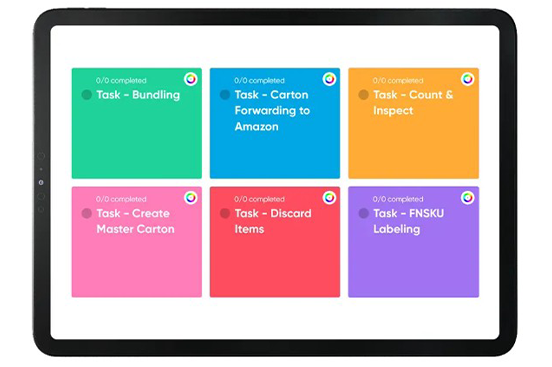 0/0 completed
Task - Bundling
0/0 completed
Task - Carton
Forwarding to
Amazon
0/0 completed
Task - Count &
Inspect
0/0 completed
Task - Create
Master Carton
0/0 completed
Task - Discard
Items
0/0 completed
Task - FNSKU
Labeling